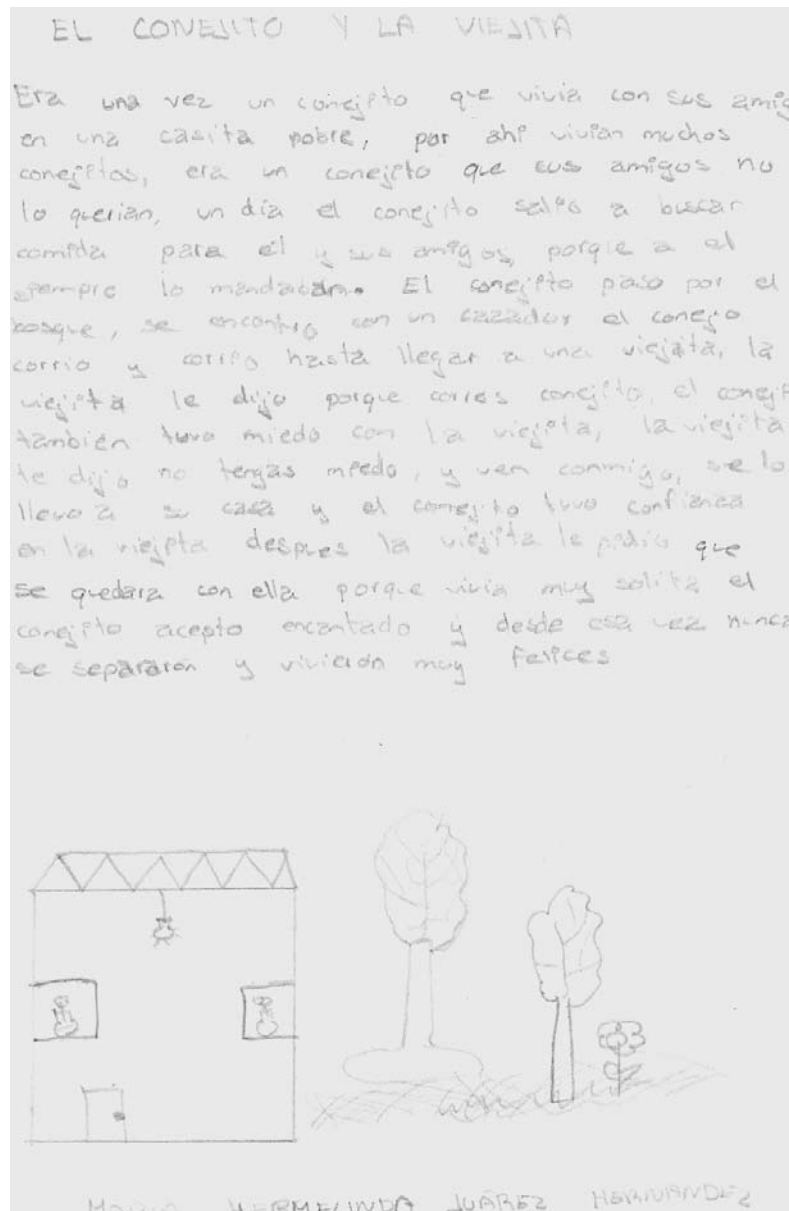 EL CONEJITO Y LA VIEJITA
Era una vez un conejito que vivia con sus amig
en una casita pobre, por ahi vivian muchos
conejitos, era un conejito que sus amigos no
lo querian, un día el conejito salio a buscar
comida para él y sus amigos, porque a el
siempre lo mandaban. El conejito paso por el
bosque, se encontro con un cazador el conejo
corrio y corrio hasta llegar a una viejita, la
viejita le dijo porque corres conejito, el conejit
también tuvo miedo con la viejita, la viejita
le dijo no tengas miedo, y ven conmigo, se lo
llevo a su casa y el conejito tuvo confianza
en la viejita despues la viejita le pidio que
se quedara con ella porque vivia muy solita el
conejito acepto encantado y desde esa vez nunca
se separaron y vivieron muy felices
MARIA HERMELINDA JUÁREZ HERNANDEZ